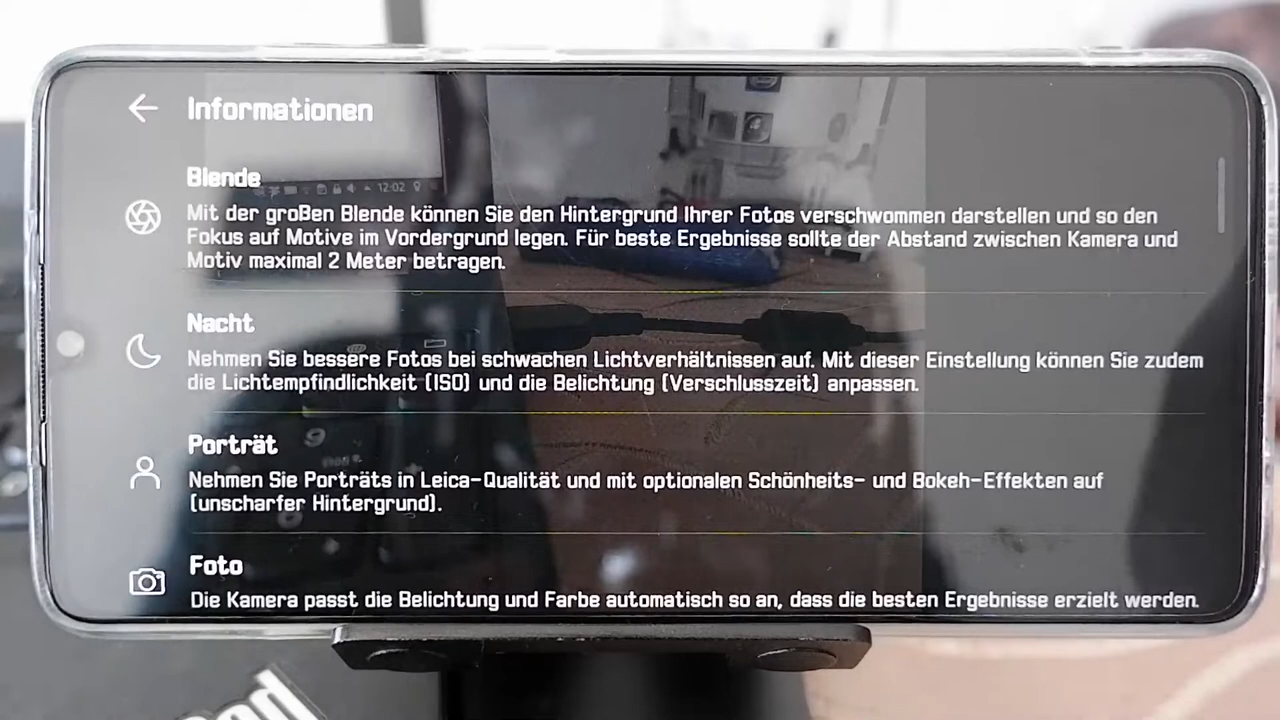 Informationen
Blende
12:02
Mit der großen Blende können Sie den Hintergrund Ihrer Fotos verschwommen darstellen und so den
Fokus auf Motive im Vordergrund legen. Für beste Ergebnisse sollte der Abstand zwischen Kamera und
Motiv maximal 2 Meter betragen.
Nacht
Nehmen Sie bessere Fotos bei schwachen Lichtverhältnissen auf. Mit dieser Einstellung können Sie zudem
die Lichtempfindlichkeit (ISO) und die Belichtung (Verschlusszeit) anpassen.
9
Porträt
Nehmen Sie Porträts in Leica-Qualität und mit optionalen Schönheits- und Bokeh-Effekten auf
(unscharfer Hintergrund).
Foto
Die Kamera passt die Belichtung und Farbe automatisch so an, dass die besten Ergebnisse erzielt werden.